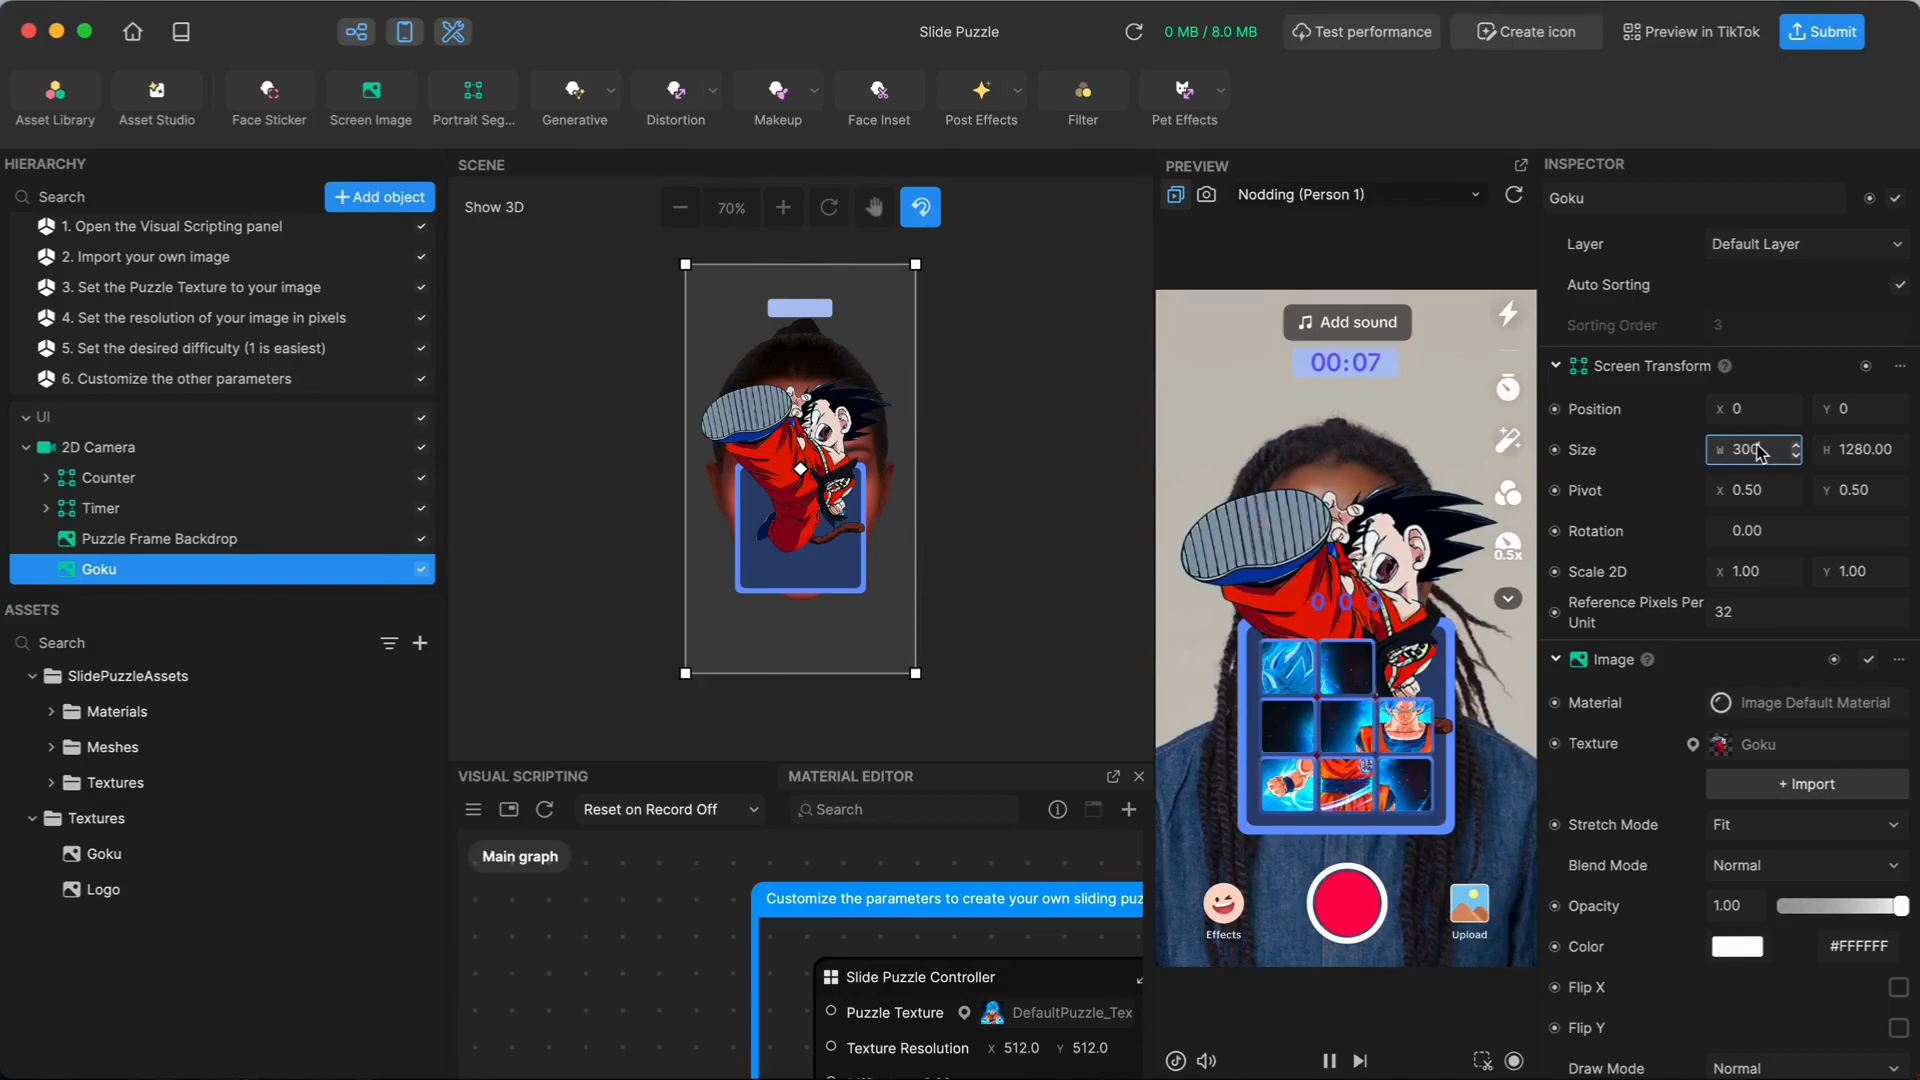 Slide Puzzle
0 MB / 8.0 MB
Test performance
Create icon
Preview in TikTok
Submit
Asset Library
Asset Studio
Face Sticker
Screen Image
Portrait Seg...
Generative
Distortion
Makeup
Face Inset
Post Effects
Filter
Pet Effects
HIERARCHY
Search
+ Add object
1. Open the Visual Scripting panel
2. Import your own image
3. Set the Puzzle Texture to your image
4. Set the resolution of your image in pixels
5. Set the desired difficulty (1 is easiest)
6. Customize the other parameters
UI
2D Camera
Counter
Timer
Puzzle Frame Backdrop
Goku
ASSETS
Search
SlidePuzzleAssets
Materials
Meshes
Textures
Textures
Goku
Logo
SCENE
Show 3D
70%
VISUAL SCRIPTING
MATERIAL EDITOR
Reset on Record Off
Search
Main graph
Customize the parameters to create your own sliding puz
Slide Puzzle Controller
Puzzle Texture
DefaultPuzzle_Tex
Texture Resolution X 512.0 Y 512.0
PREVIEW
Nodding (Person 1)
Add sound
00:07
0.5x
0 0 0
Effects
Upload
INSPECTOR
Goku
Layer
Default Layer
Auto Sorting
Sorting Order 3
Screen Transform
Position X 0 Y 0
Size W 300 H 1280.00
Pivot X 0.50 Y 0.50
Rotation 0.00
Scale 2D X 1.00 Y 1.00
Reference Pixels Per Unit 32
Image
Material
Image Default Material
Texture
Goku
+ Import
Stretch Mode Fit
Blend Mode Normal
Opacity 1.00
Color #FFFFFF
Flip X
Flip Y
Draw Mode Normal